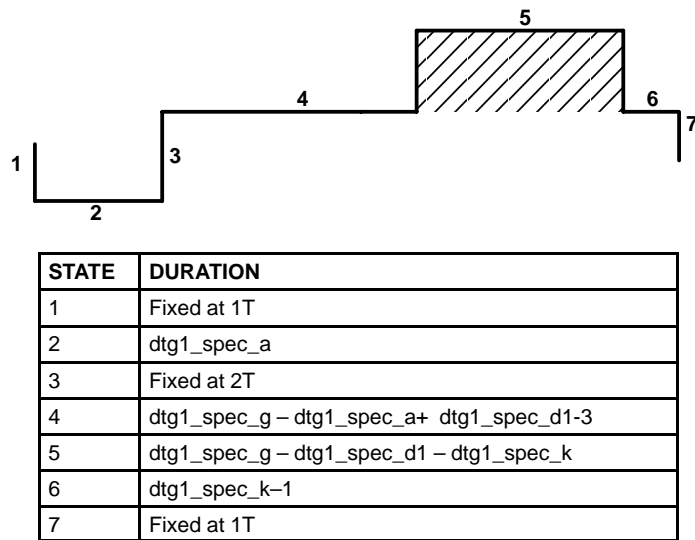 5
4
6
7
1
3
2
STATE DURATION
1 Fixed at 1T
2 dtg1_spec_a
3 Fixed at 2T
4 dtg1_spec_g – dtg1_spec_a+ dtg1_spec_d1-3
5 dtg1_spec_g – dtg1_spec_d1 – dtg1_spec_k
6 dtg1_spec_k–1
7 Fixed at 1T